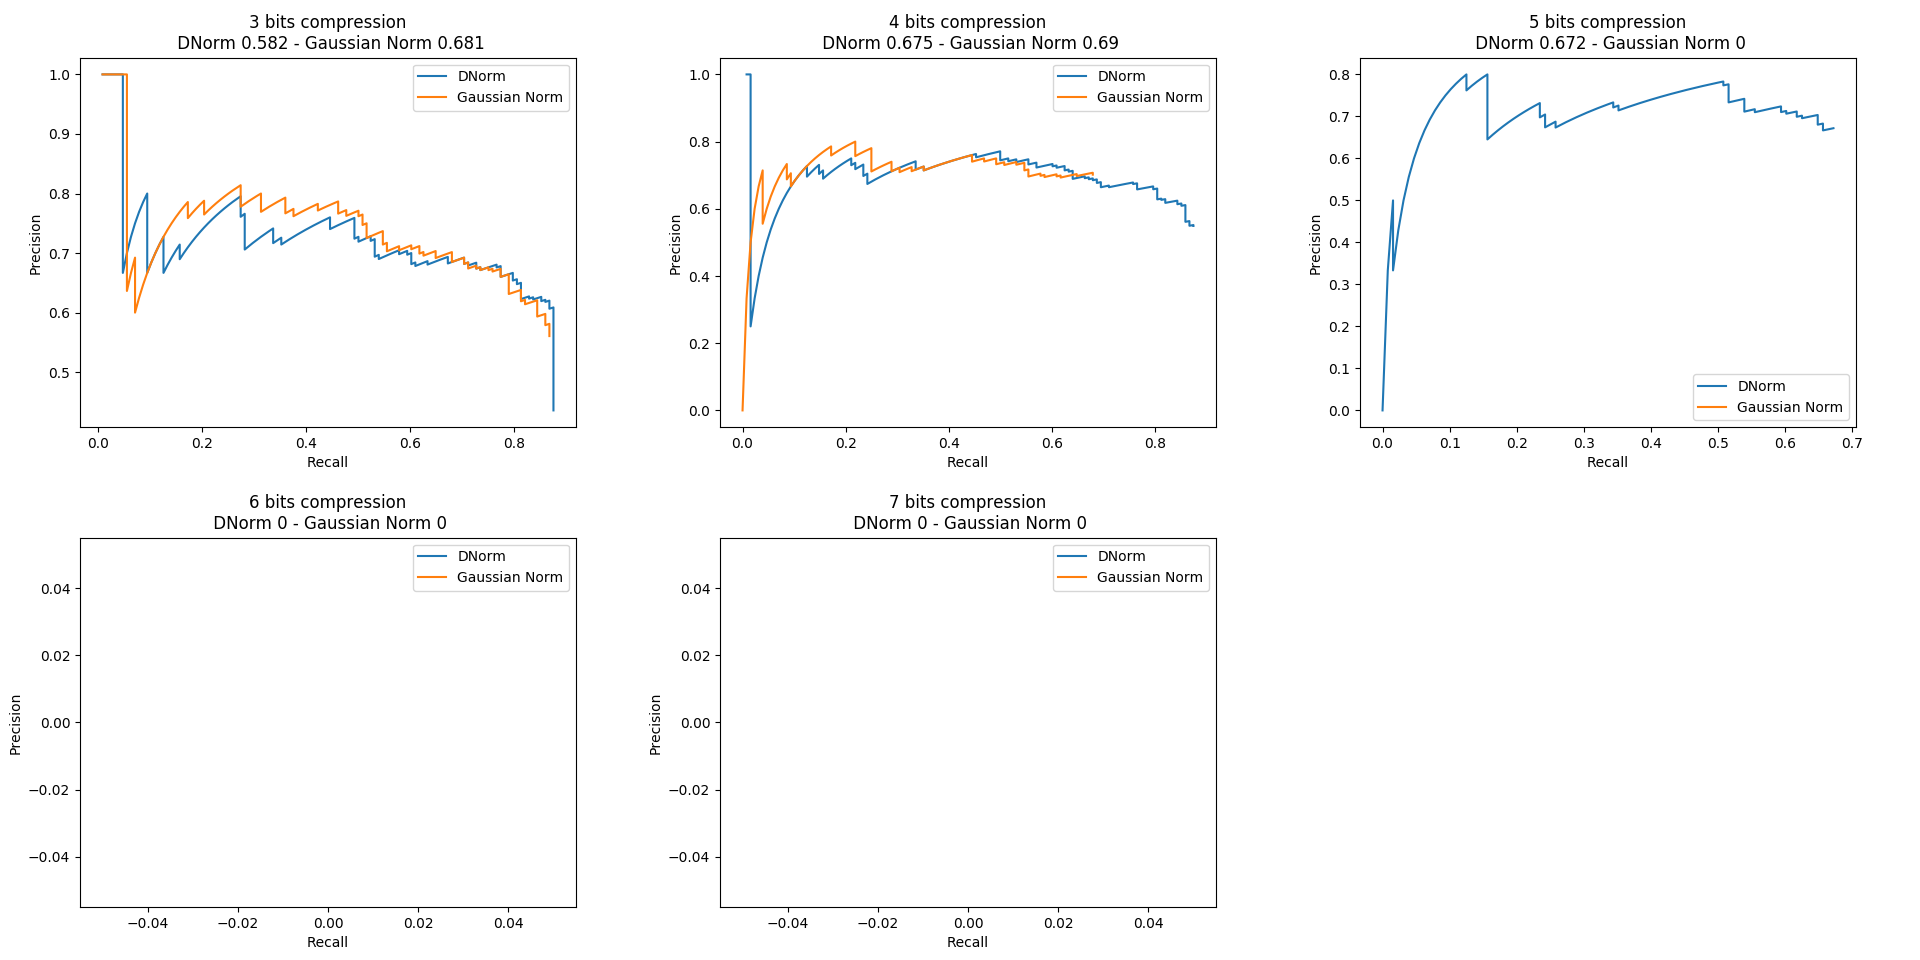 3 bits compression
DNorm 0.582 - Gaussian Norm 0.681
1.0
0.9
0.8
0.7
0.6
0.5
Precision
DNorm
Gaussian Norm
0.0 0.2 0.4 0.6 0.8
Recall
4 bits compression
DNorm 0.675 - Gaussian Norm 0.69
1.0
0.8
0.6
0.4
0.2
0.0
Precision
DNorm
Gaussian Norm
0.0 0.2 0.4 0.6 0.8
Recall
5 bits compression
DNorm 0.672 - Gaussian Norm 0
0.8
0.7
0.6
0.5
0.4
0.3
0.2
0.1
0.0
Precision
DNorm
Gaussian Norm
0.0 0.1 0.2 0.3 0.4 0.5 0.6 0.7
Recall
6 bits compression
DNorm 0 - Gaussian Norm 0
0.04
0.02
0.00
−0.02
−0.04
Precision
DNorm
Gaussian Norm
−0.04 −0.02 0.00 0.02 0.04
Recall
7 bits compression
DNorm 0 - Gaussian Norm 0
0.04
0.02
0.00
−0.02
−0.04
Precision
DNorm
Gaussian Norm
−0.04 −0.02 0.00 0.02 0.04
Recall